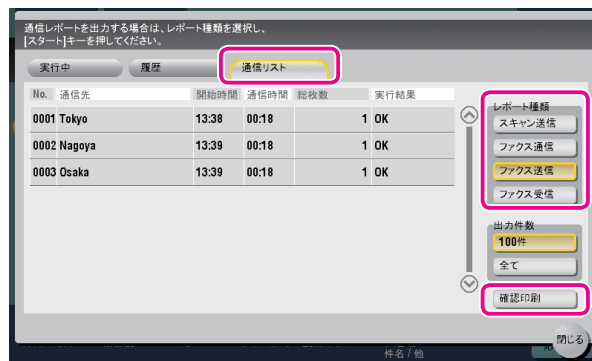 通信レポートを出力する場合は、レポート種類を選択し、
[スタート]キーを押してください。
実行中 履歴 通信リスト
No. 通信先 開始時間 通信時間 総枚数 実行結果
0001 Tokyo 13:38 00:18 1 OK
0002 Nagoya 13:39 00:18 1 OK
0003 Osaka 13:39 00:18 1 OK
レポート種類
スキャン送信
ファクス通信
ファクス送信
ファクス受信
出力件数
100件
全て
確認印刷
閉じる
件名 / 他